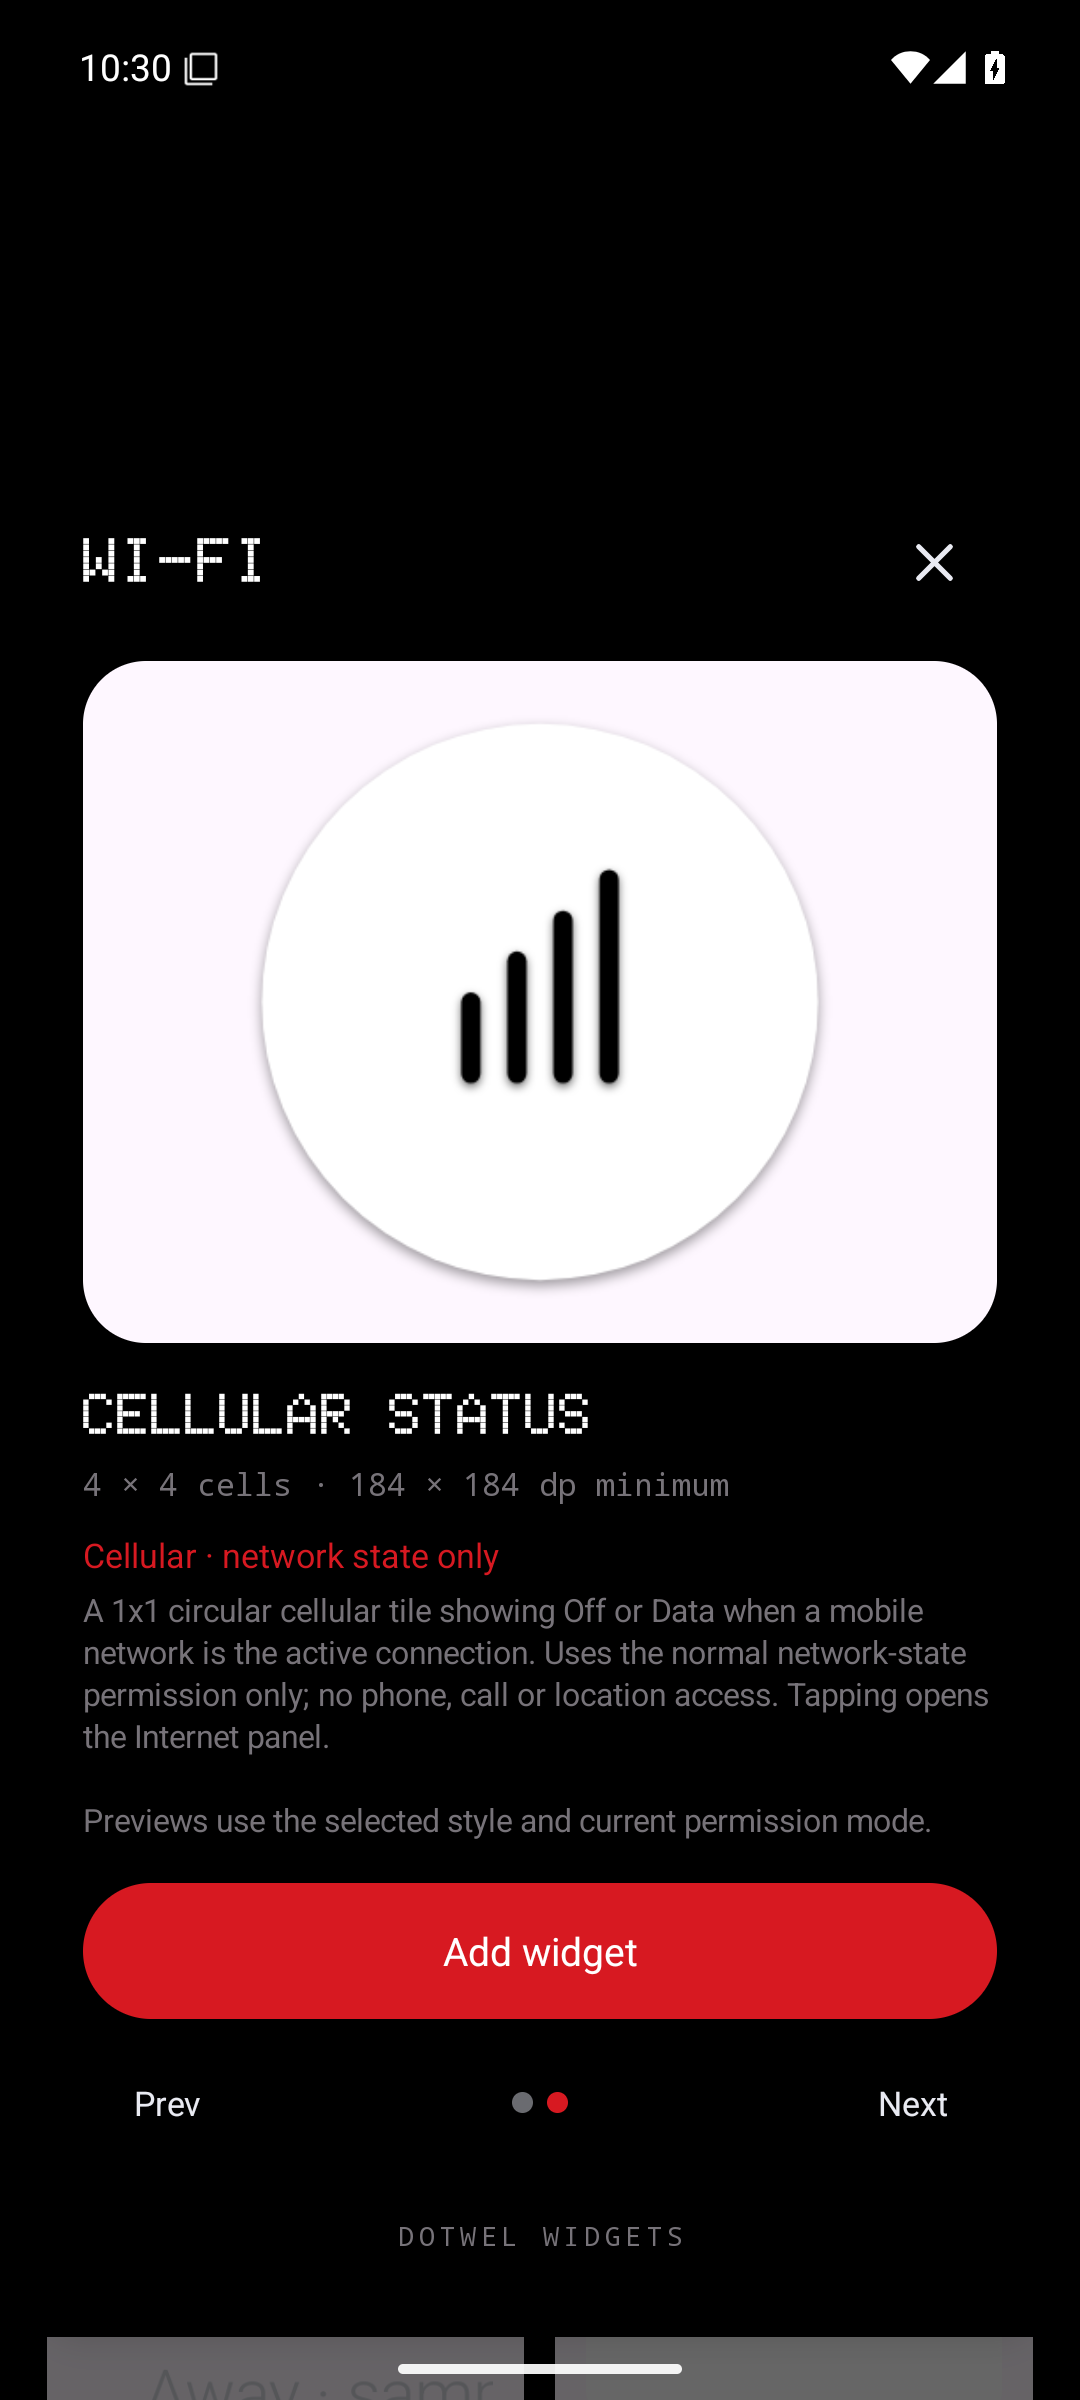 10:30
WI-FI
CELLULAR STATUS
4 × 4 cells · 184 × 184 dp minimum
Cellular · network state only
A 1x1 circular cellular tile showing Off or Data when a mobile
network is the active connection. Uses the normal network-state
permission only; no phone, call or location access. Tapping opens
the Internet panel.
Previews use the selected style and current permission mode.
Add widget
Prev
Next
DOTWEL WIDGETS
Away · samr